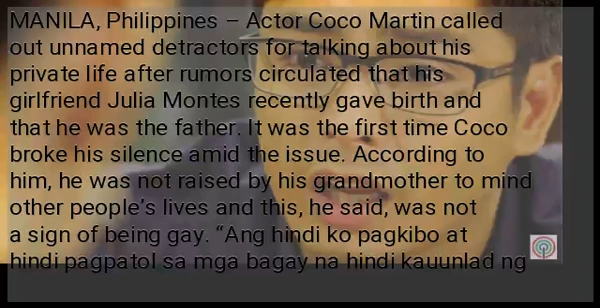 MANILA, Philippines – Actor Coco Martin called
out unnamed detractors for talking about his
private life after rumors circulated that his
girlfriend Julia Montes recently gave birth and
that he was the father. It was the first time Coco
broke his silence amid the issue. According to
him, he was not raised by his grandmother to mind
other people’s lives and this, he said, was not
a sign of being gay. “Ang hindi ko pagkibo at
hindi pagpatol sa mga bagay na hindi kauunlad ng